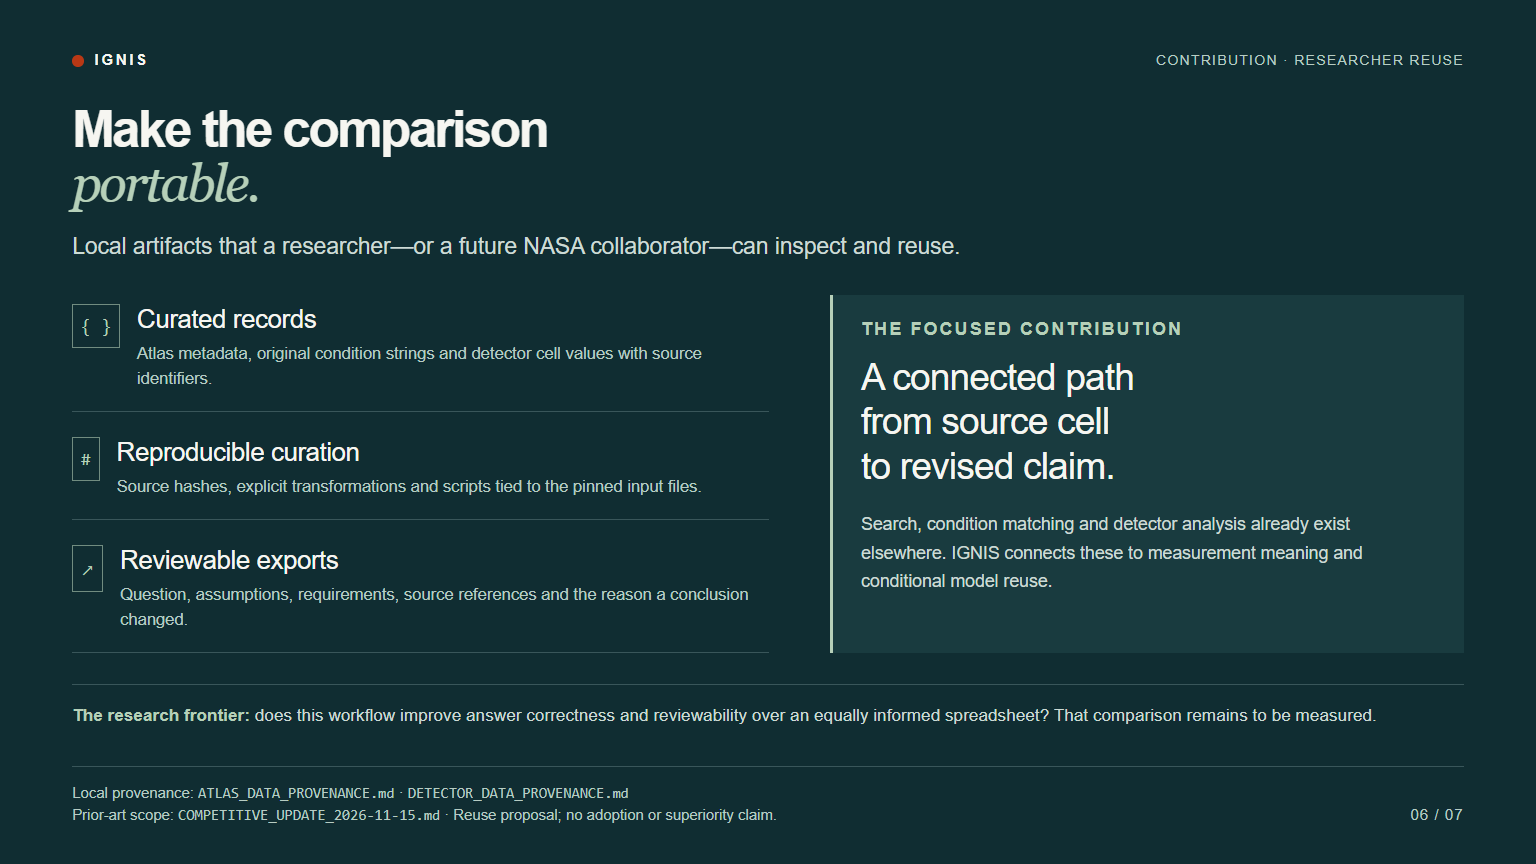 IGNIS
CONTRIBUTION · RESEARCHER REUSE
Make the comparison
portable.
Local artifacts that a researcher—or a future NASA collaborator—can inspect and reuse.
{ }
Curated records
Atlas metadata, original condition strings and detector cell values with source
identifiers.
#
Reproducible curation
Source hashes, explicit transformations and scripts tied to the pinned input files.
↗
Reviewable exports
Question, assumptions, requirements, source references and the reason a conclusion
changed.
THE FOCUSED CONTRIBUTION
A connected path
from source cell
to revised claim.
Search, condition matching and detector analysis already exist
elsewhere. IGNIS connects these to measurement meaning and
conditional model reuse.
The research frontier: does this workflow improve answer correctness and reviewability over an equally informed spreadsheet? That comparison remains to be measured.
Local provenance: ATLAS_DATA_PROVENANCE.md · DETECTOR_DATA_PROVENANCE.md
Prior-art scope: COMPETITIVE_UPDATE_2026-11-15.md · Reuse proposal; no adoption or superiority claim.
06 / 07